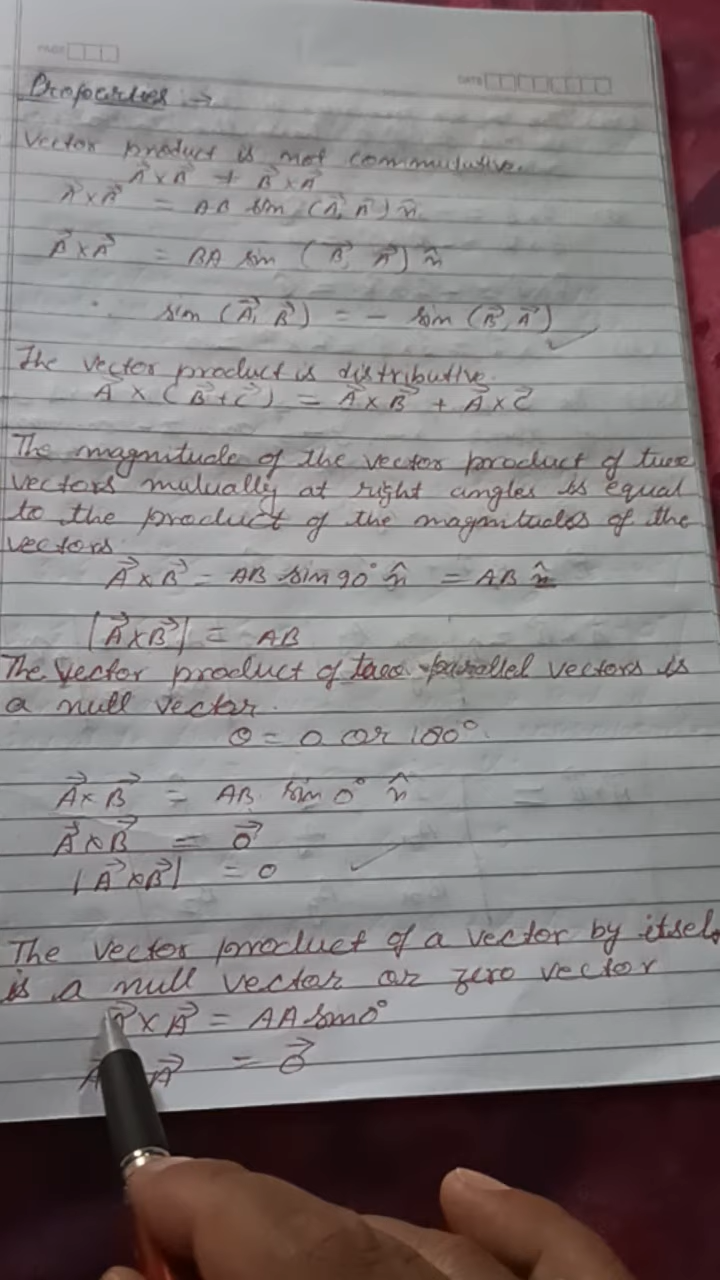 PAGE
DATE
Properties →
Vector product is not commutative.
A⃗ × B⃗ ≠ B⃗ × A⃗
A⃗ × B⃗ = AB sin (A⃗, B⃗) n̂
B⃗ × A⃗ = BA sin (B⃗, A⃗) n̂
sin (A⃗, B⃗) = - sin (B⃗, A⃗)
The vector product is distributive.
A⃗ × (B⃗ + C⃗) = A⃗ × B⃗ + A⃗ × C⃗
The magnitude of the vector product of two
vectors mutually at right angles is equal
to the product of the magnitudes of the
vectors.
A⃗ × B⃗ = AB sin 90° n̂ = AB n̂
|A⃗ × B⃗| = AB
The vector product of two parallel vectors is
a null vector.
θ = 0 or 180°.
A⃗ × B⃗ = AB sin 0° n̂
A⃗ × B⃗ = 0⃗
|A⃗ × B⃗| = 0
The vector product of a vector by itself
is a null vector or zero vector
A⃗ × A⃗ = AA sin 0°
A⃗ A⃗ = 0⃗